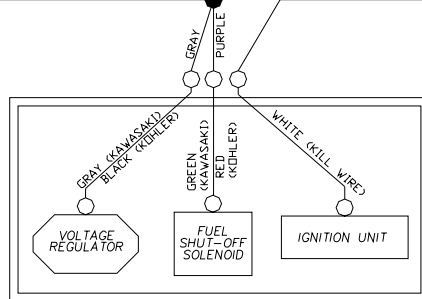 GRAY
PURPLE
GRAY (KAWASAKI)
BLACK (KOHLER)
GREEN
(KAWASAKI)
RED
(KOHLER)
WHITE (KILL WIRE)
VOLTAGE
REGULATOR
FUEL
SHUT-OFF
SOLENOID
IGNITION UNIT